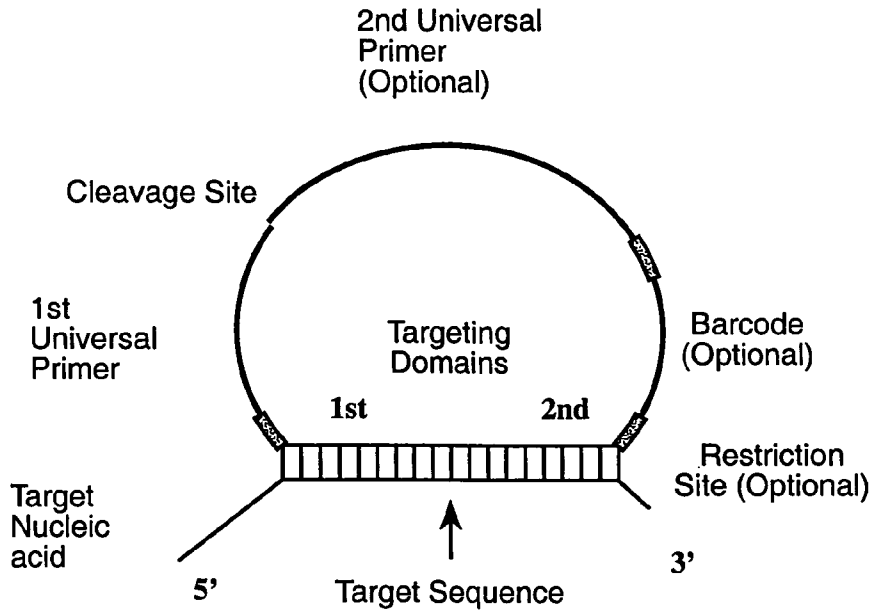 2nd Universal
Primer
(Optional)
Cleavage Site
1st
Universal
Primer
Targeting
Domains
Barcode
(Optional)
1st
2nd
Restriction
Site (Optional)
Target
Nucleic
acid
5’
Target Sequence
3’